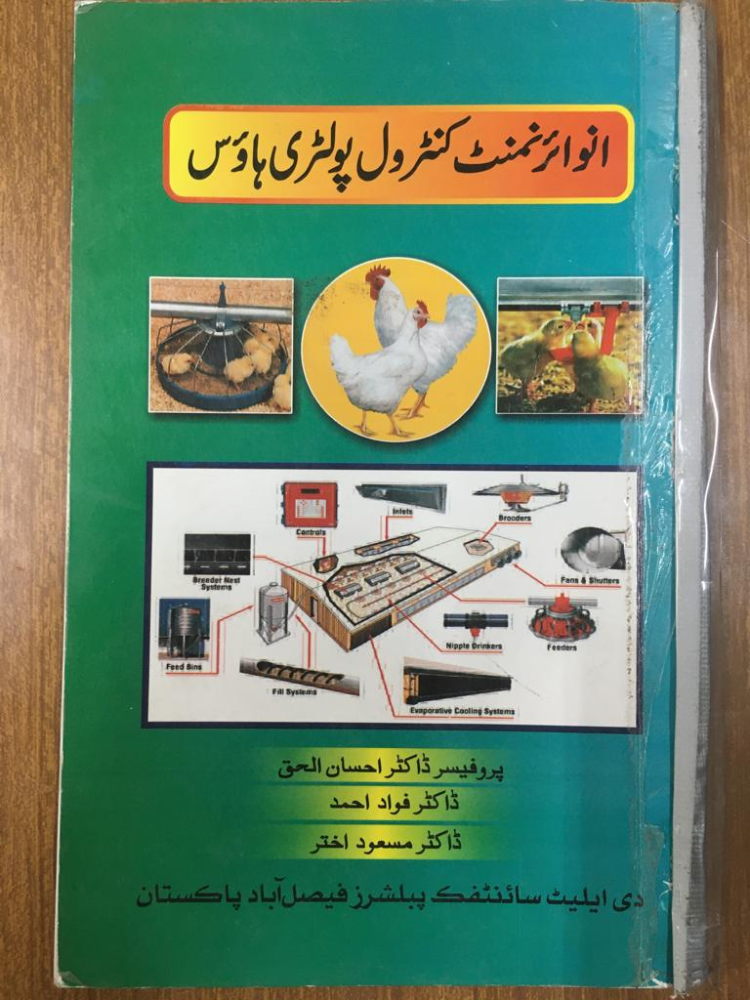 انوائرنمنٹ کنٹرول پولٹری ہاؤس
Controls
Inlets
Brooders
Breeder Nest
Systems
Fans & Shutters
Feed Bins
Nipple Drinkers
Feeders
Fill Systems
Evaporative Cooling Systems
پروفیسر ڈاکٹر احسان الحق
ڈاکٹر فواد احمد
ڈاکٹر مسعود اختر
دی ایلیٹ سائنٹفک پبلشرز فیصل آباد پاکستان